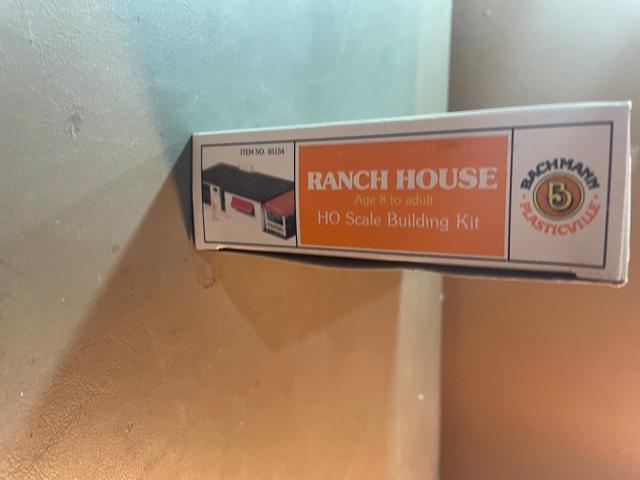 ITEM NO. 45154
RANCH HOUSE
Age 8 to adult
HO Scale Building Kit
BACHMANN
B
PLASTICVILLE